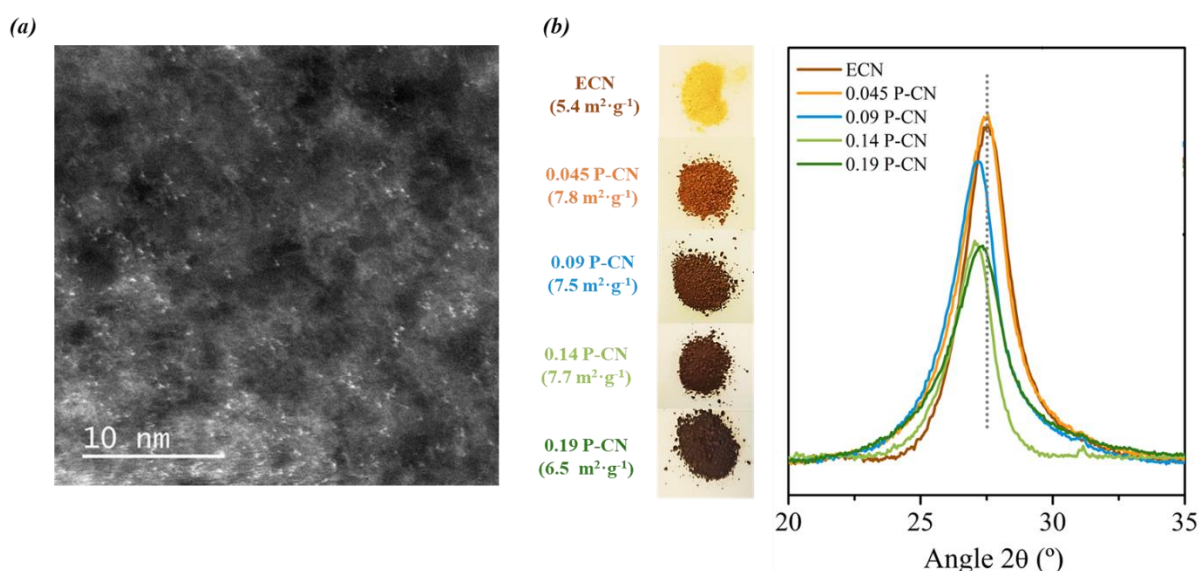 (a)
(b)
10 nm
ECN
(5.4 m²·g⁻¹)
0.045 P-CN
(7.8 m²·g⁻¹)
0.09 P-CN
(7.5 m²·g⁻¹)
0.14 P-CN
(7.7 m²·g⁻¹)
0.19 P-CN
(6.5 m²·g⁻¹)
ECN
0.045 P-CN
0.09 P-CN
0.14 P-CN
0.19 P-CN
20 25 30 35
Angle 2θ (º)